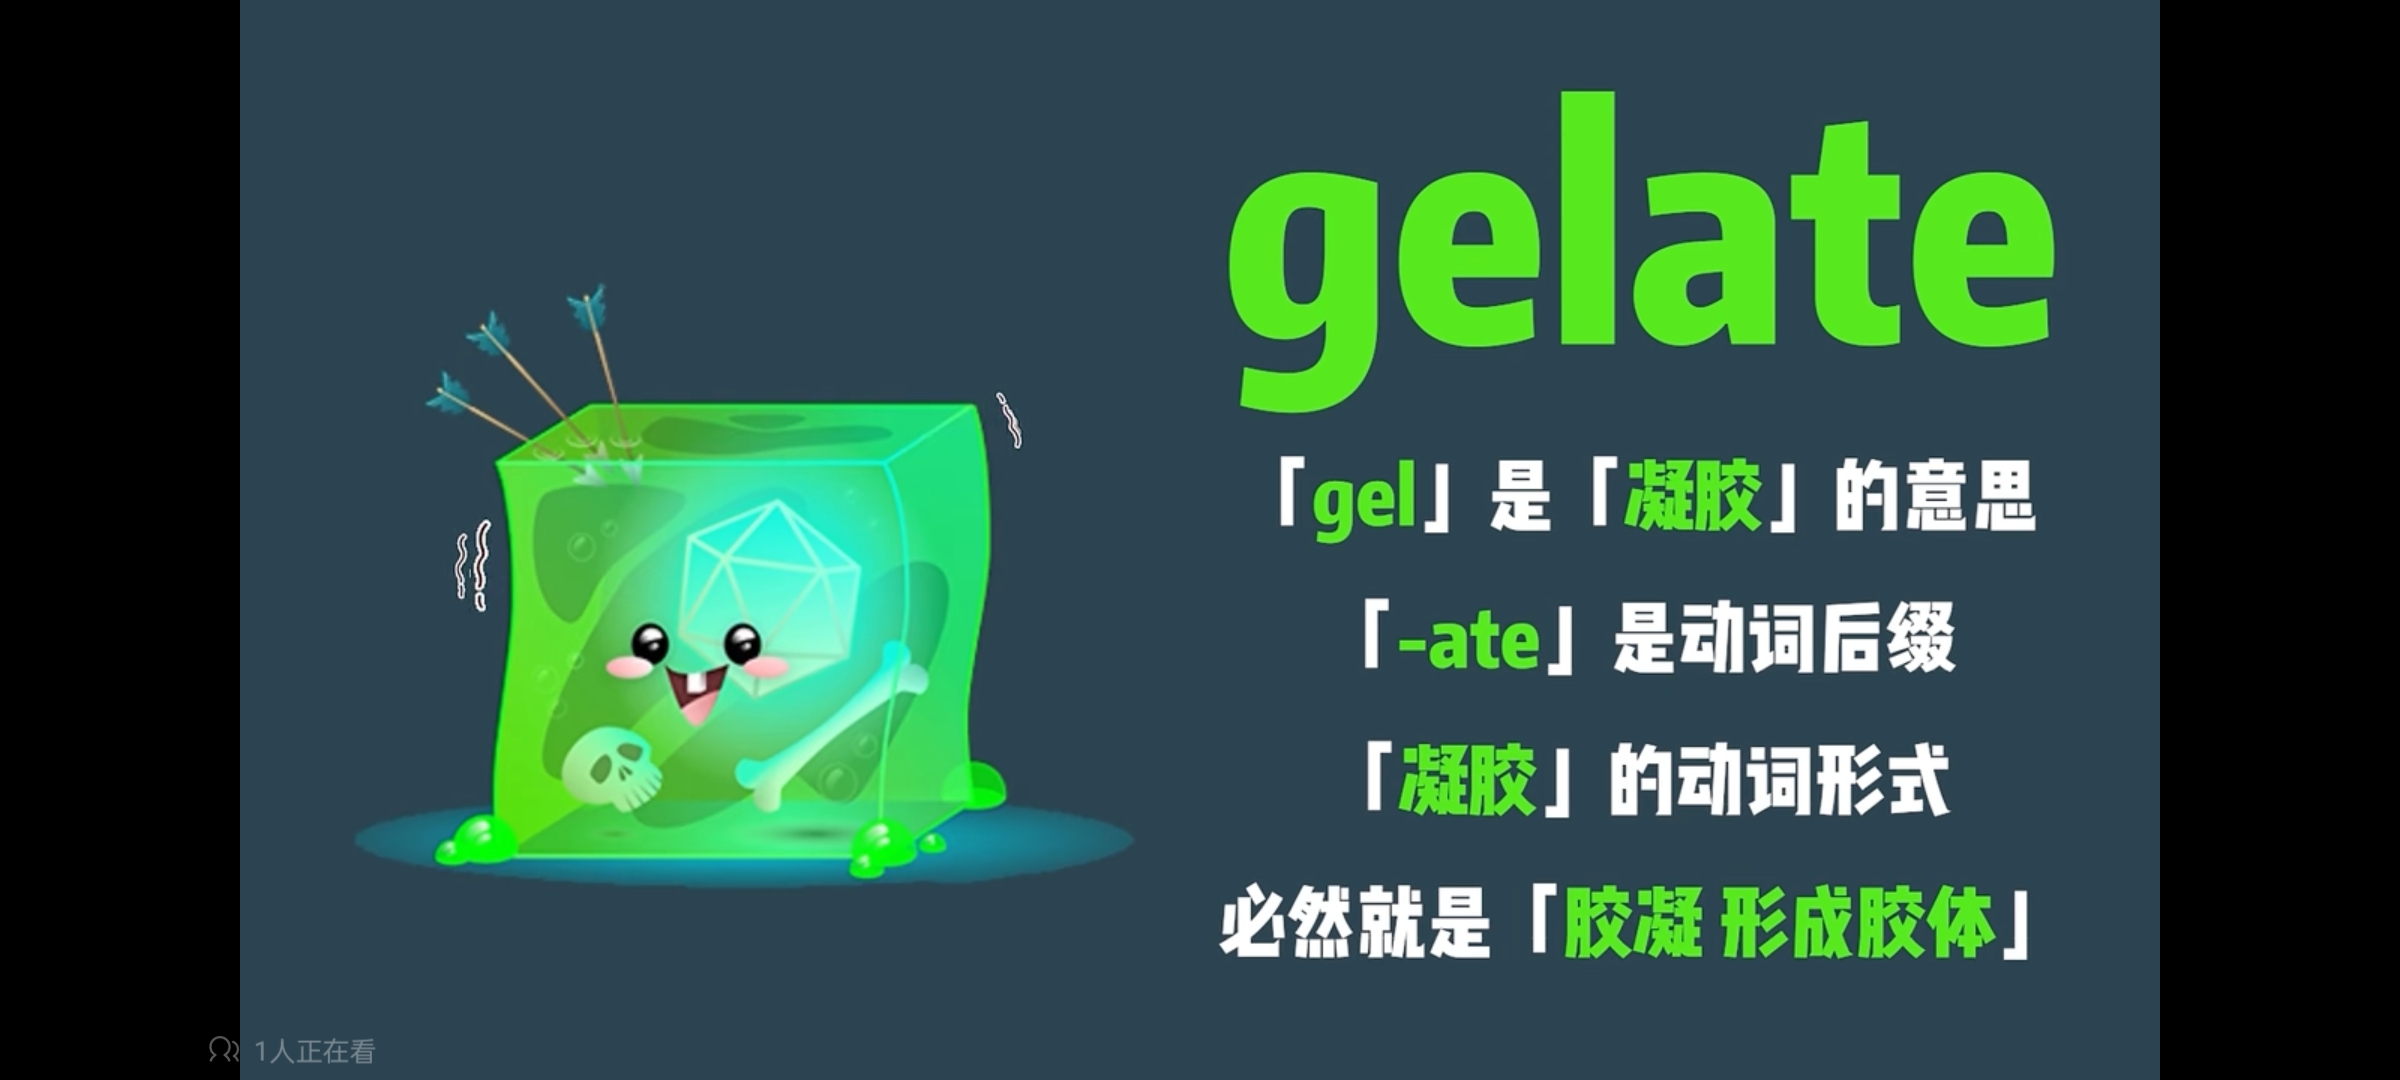 gelate
「gel」是「凝胶」的意思
「-ate」是动词后缀
「凝胶」的动词形式
必然就是「胶凝 形成胶体」
1人正在看